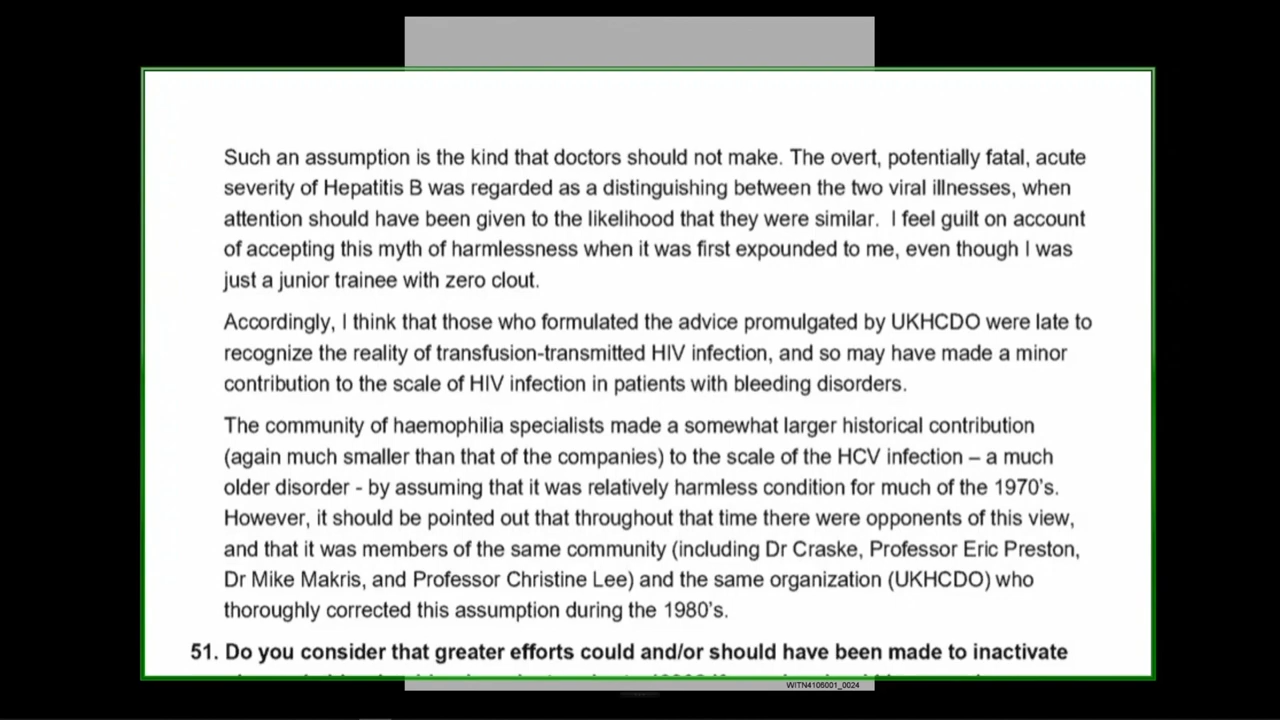 Such an assumption is the kind that doctors should not make. The overt, potentially fatal, acute
severity of Hepatitis B was regarded as a distinguishing between the two viral illnesses, when
attention should have been given to the likelihood that they were similar.  I feel guilt on account
of accepting this myth of harmlessness when it was first expounded to me, even though I was
just a junior trainee with zero clout.
Accordingly, I think that those who formulated the advice promulgated by UKHCDO were late to
recognize the reality of transfusion-transmitted HIV infection, and so may have made a minor
contribution to the scale of HIV infection in patients with bleeding disorders.
The community of haemophilia specialists made a somewhat larger historical contribution
(again much smaller than that of the companies) to the scale of the HCV infection – a much
older disorder - by assuming that it was relatively harmless condition for much of the 1970's.
However, it should be pointed out that throughout that time there were opponents of this view,
and that it was members of the same community (including Dr Craske, Professor Eric Preston,
Dr Mike Makris, and Professor Christine Lee) and the same organization (UKHCDO) who
thoroughly corrected this assumption during the 1980's.
51. Do you consider that greater efforts could and/or should have been made to inactivate
WITN4106001_0024